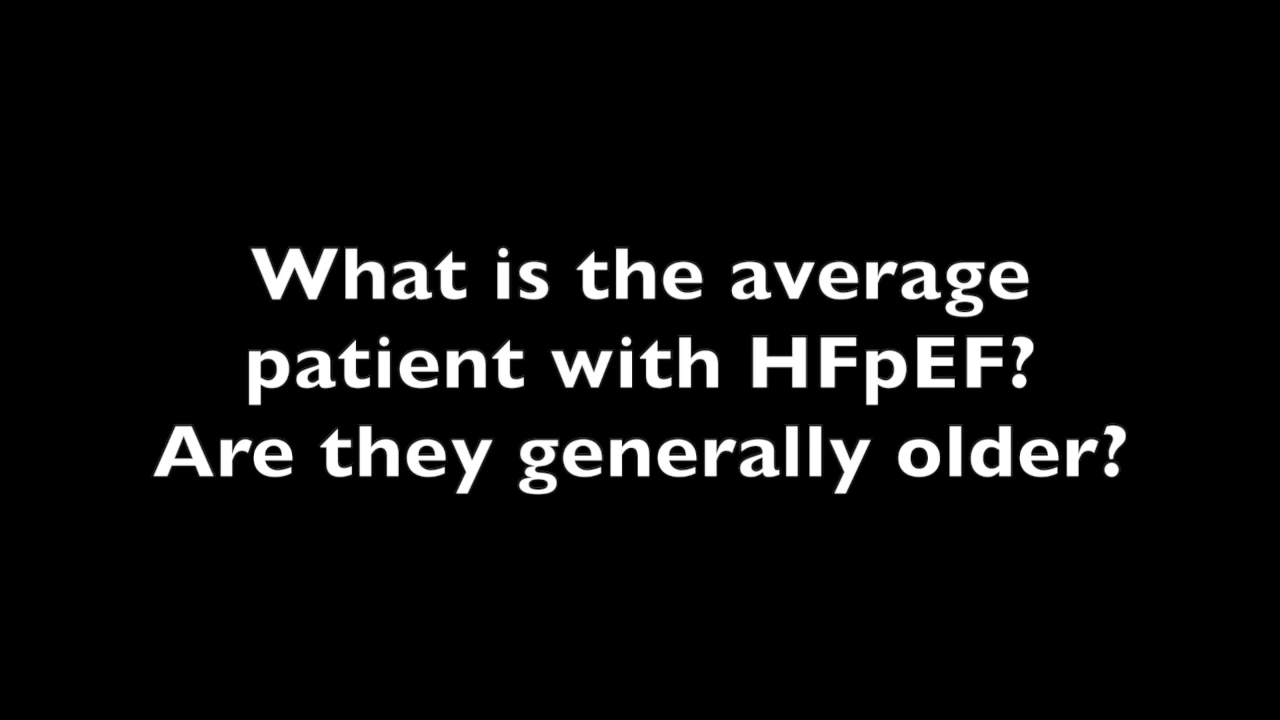 What is the average
patient with HFpEF?
Are they generally older?